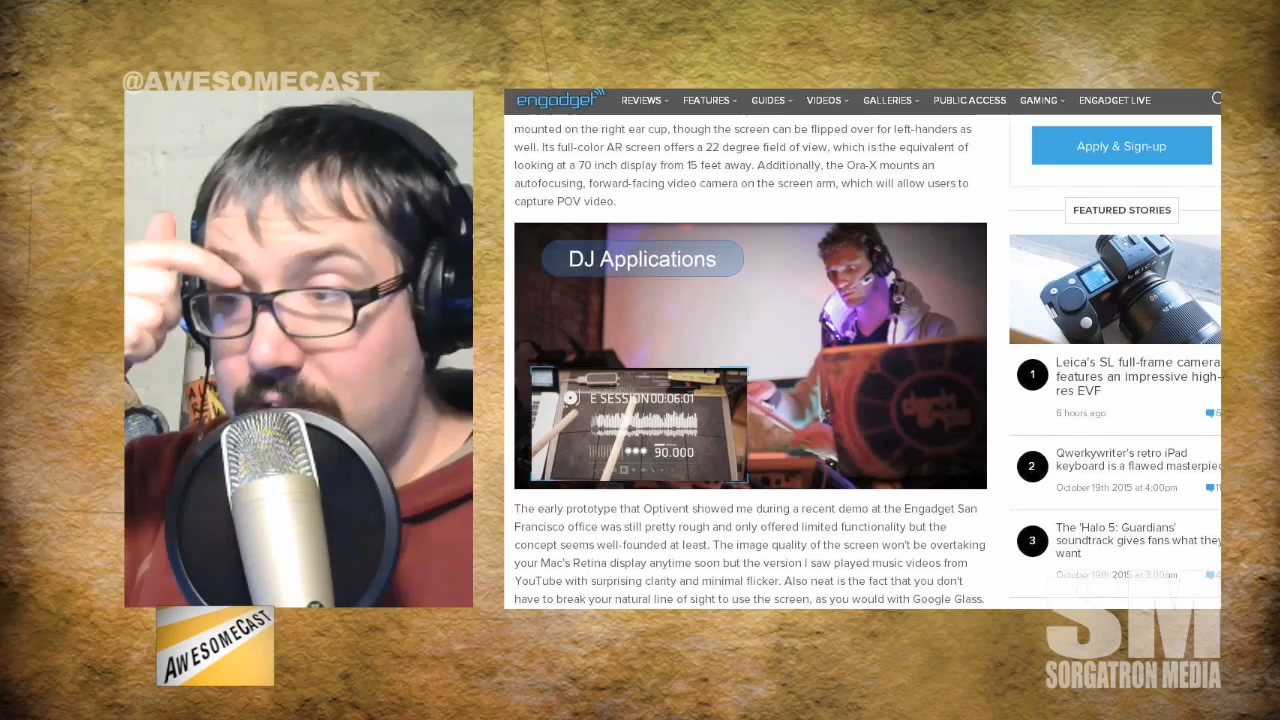 @AWESOMECAST
engadget
REVIEWS
FEATURES
GUIDES
VIDEOS
GALLERIES
PUBLIC ACCESS
GAMING
ENGADGET LIVE
mounted on the right ear cup, though the screen can be flipped over for left-handers as
well. Its full-color AR screen offers a 22 degree field of view, which is the equivalent of
looking at a 70 inch display from 15 feet away. Additionally, the Ora-X mounts an
autofocusing, forward-facing video camera on the screen arm, which will allow users to
capture POV video.
DJ Applications
E SESSION 00:06:01
90.000
The early prototype that Optivent showed me during a recent demo at the Engadget San
Francisco office was still pretty rough and only offered limited functionality but the
concept seems well-founded at least. The image quality of the screen won't be overtaking
your Mac's Retina display anytime soon but the version I saw played music videos from
YouTube with surprising clarity and minimal flicker. Also neat is the fact that you don't
have to break your natural line of sight to use the screen, as you would with Google Glass.
Apply & Sign-up
FEATURED STORIES
LEICA
1
Leica's SL full-frame camera
features an impressive high-
res EVF
6 hours ago
6
2
Qwerkywriter's retro iPad
keyboard is a flawed masterpiec
October 19th 2015 at 4:00pm
11
3
The 'Halo 5: Guardians'
soundtrack gives fans what they
want
October 19th 2015 at 3:00pm
4
AWESOMECAST
SM
SORGATRON MEDIA